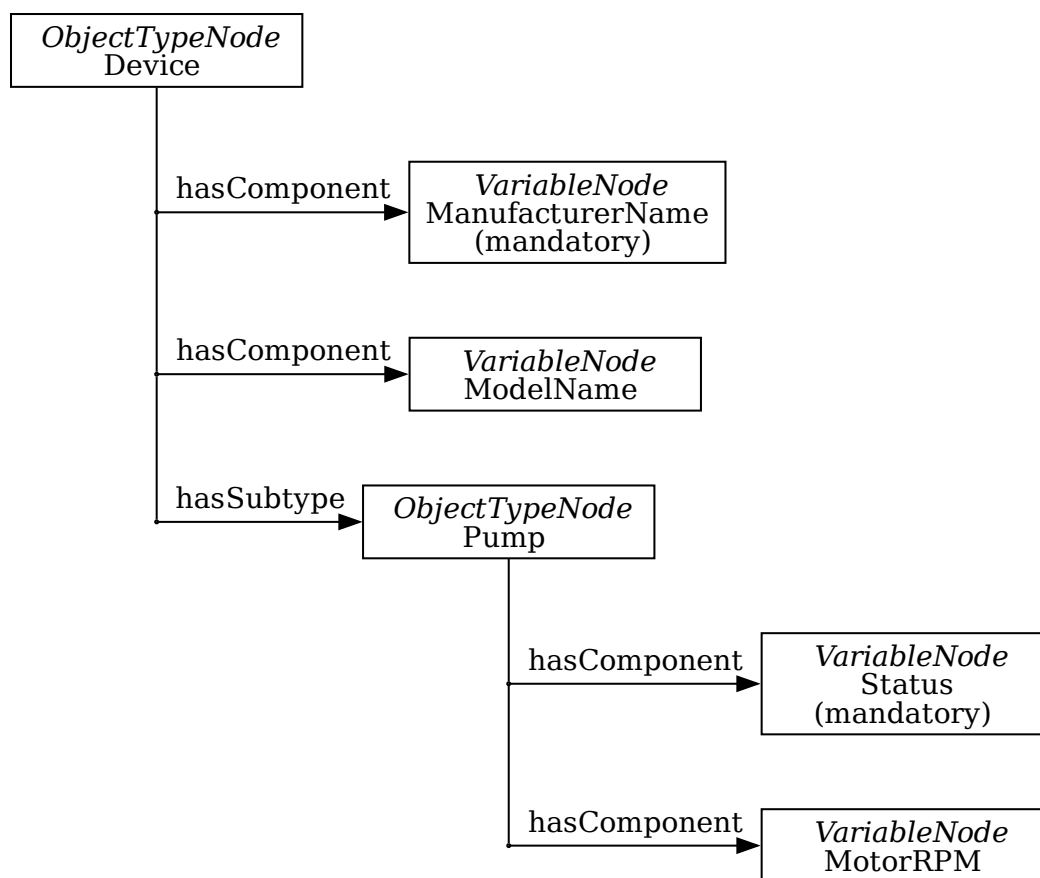 ObjectTypeNode
Device
hasComponent
VariableNode
ManufacturerName
(mandatory)
hasComponent
VariableNode
ModelName
hasSubtype
ObjectTypeNode
Pump
hasComponent
VariableNode
Status
(mandatory)
hasComponent
VariableNode
MotorRPM